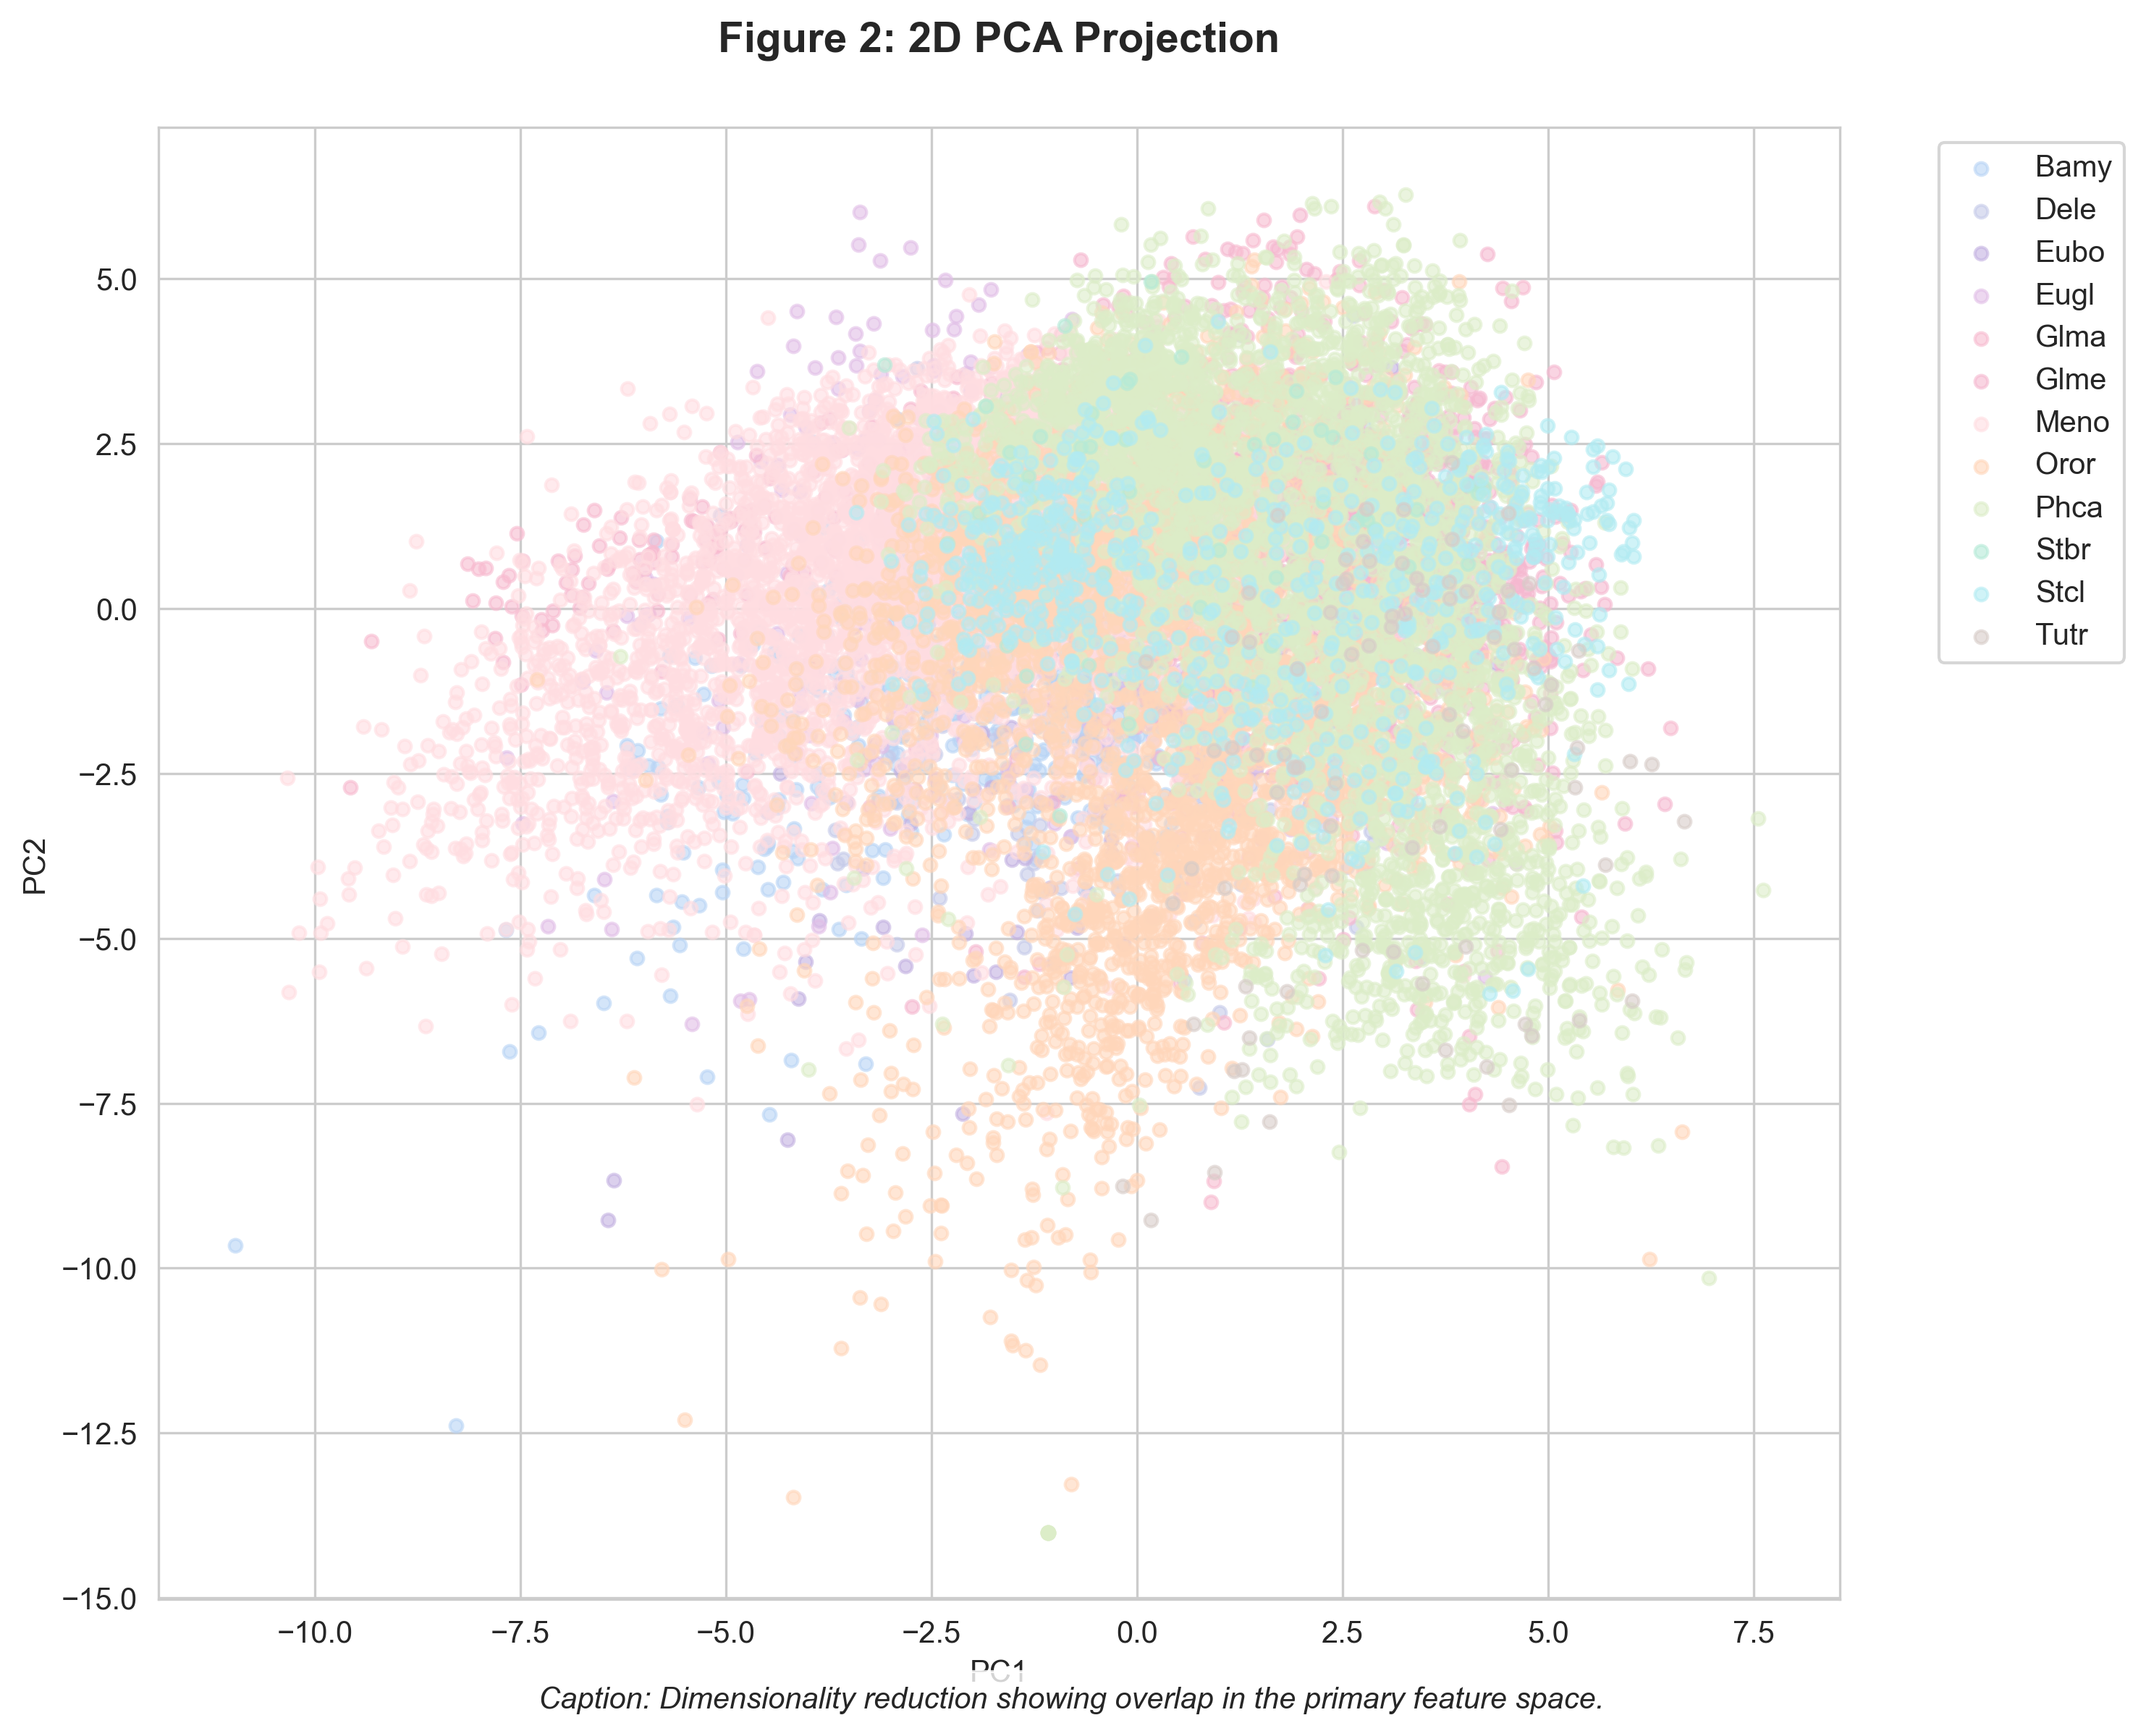 Figure 2: 2D PCA Projection
Bamy
Dele
Eubo
Eugl
Glma
Glme
Meno
Oror
Phca
Stbr
Stcl
Tutr
5.0
2.5
0.0
−2.5
−5.0
−7.5
−10.0
−12.5
−15.0
PC2
−10.0 −7.5 −5.0 −2.5 0.0 2.5 5.0 7.5
PC1
Caption: Dimensionality reduction showing overlap in the primary feature space.